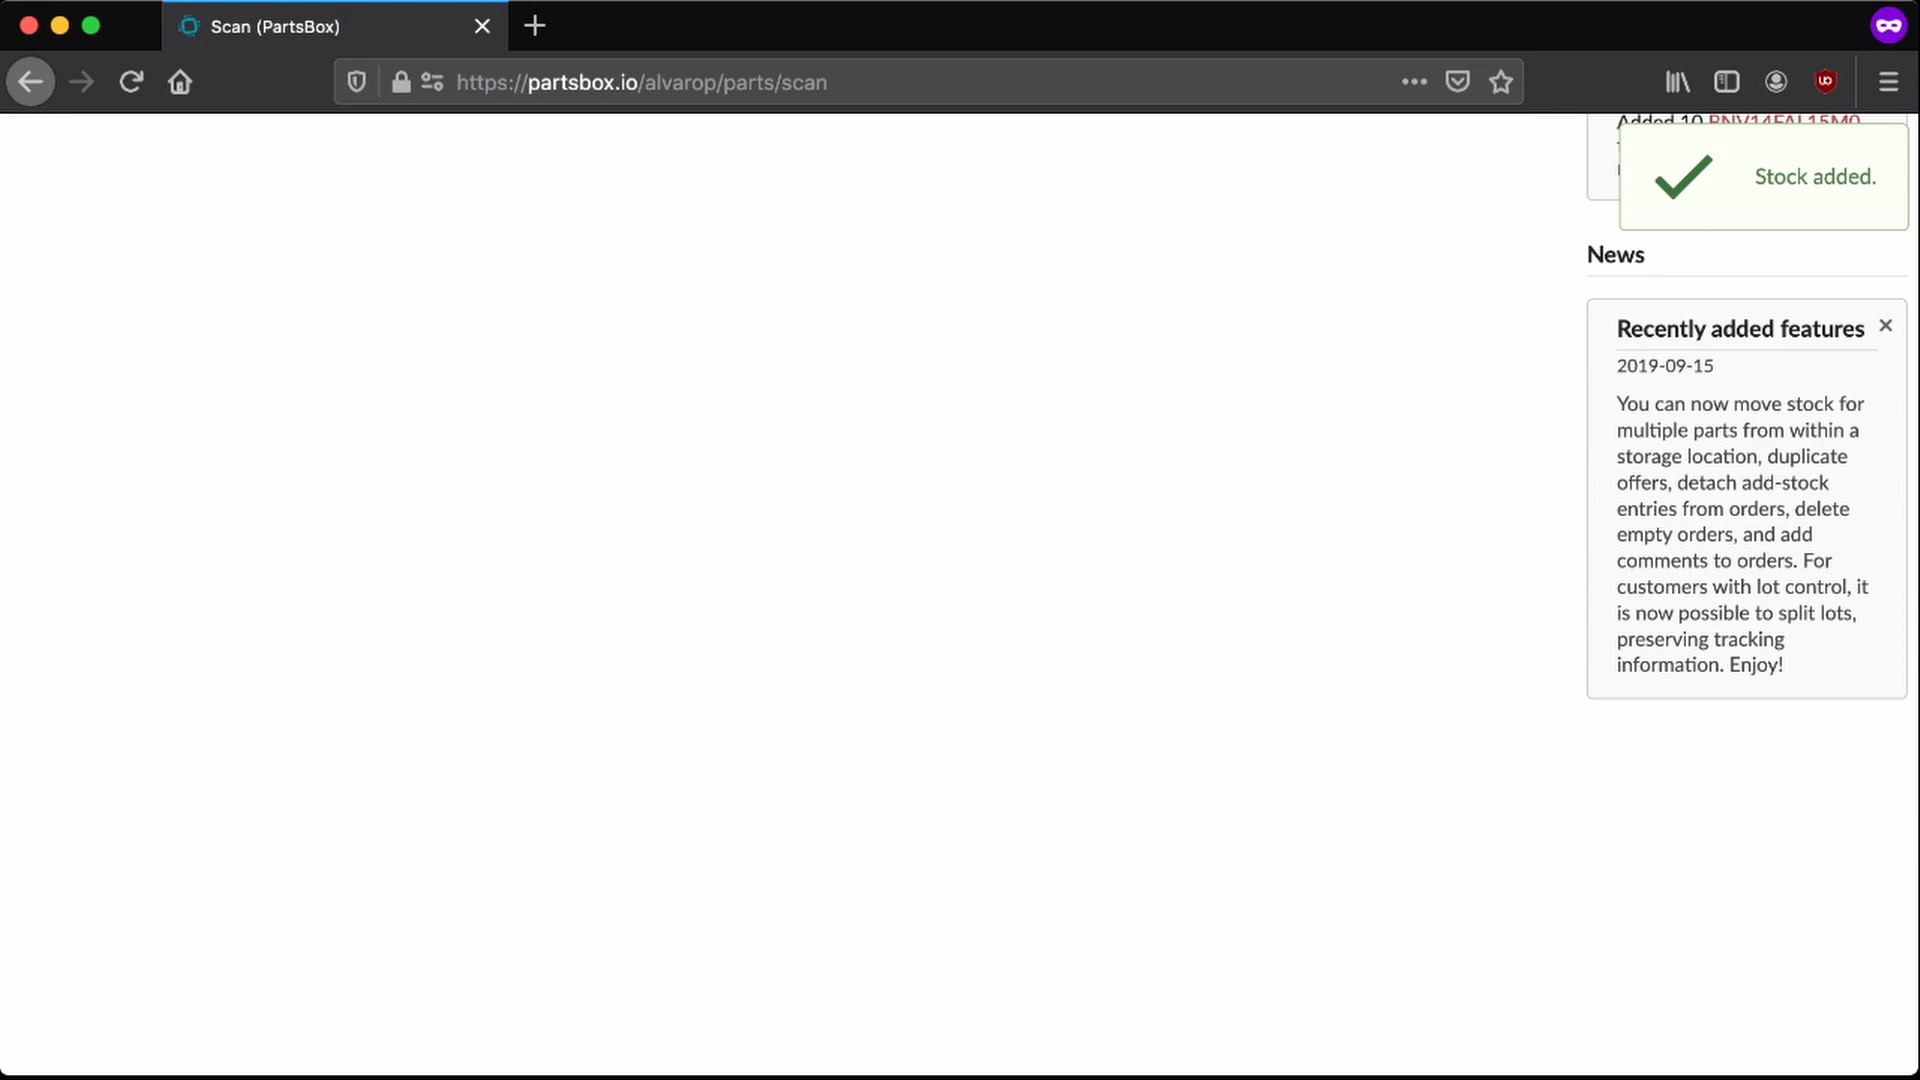 Scan (PartsBox)
https://partsbox.io/alvarop/parts/scan
Added 10 BNV14FAL15M0
Stock added.
News
Recently added features
2019-09-15
You can now move stock for
multiple parts from within a
storage location, duplicate
offers, detach add-stock
entries from orders, delete
empty orders, and add
comments to orders. For
customers with lot control, it
is now possible to split lots,
preserving tracking
information. Enjoy!